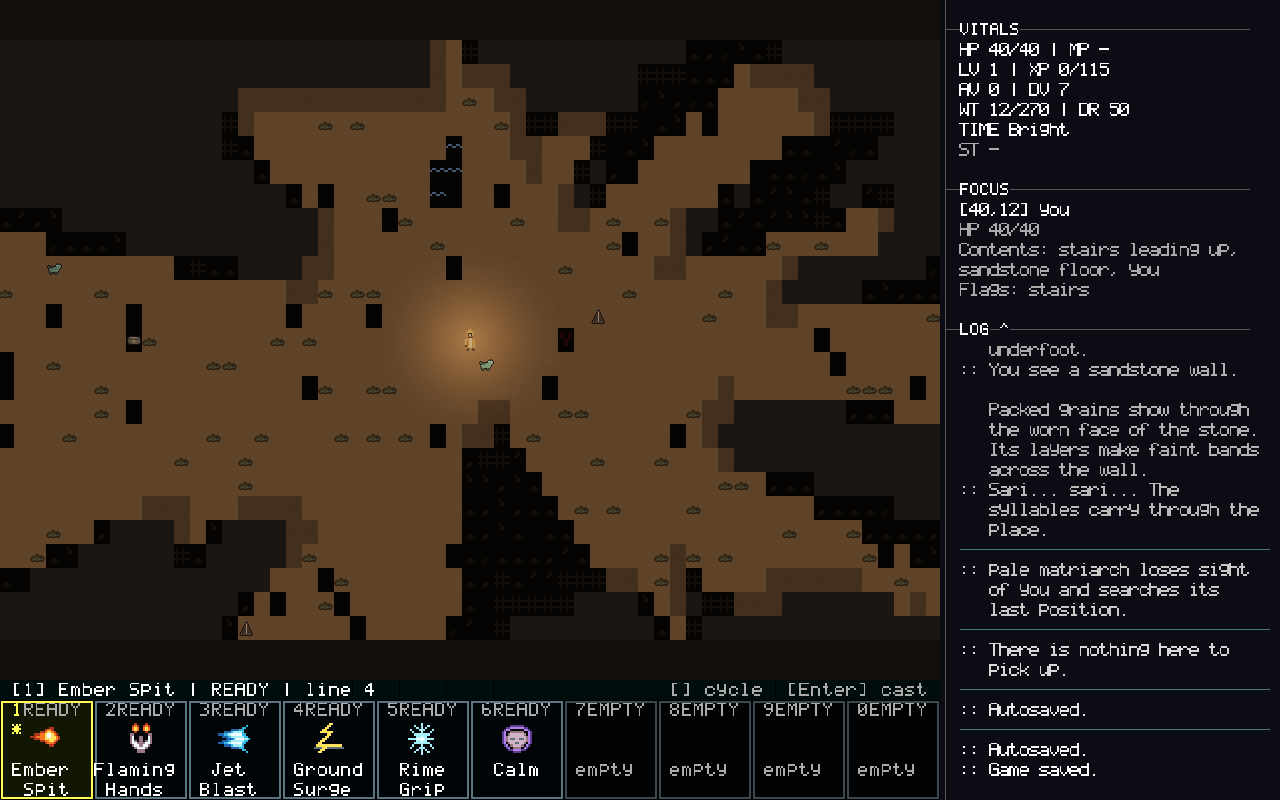 VITALS
HP 40/40 | MP -
LV 1 | XP 0/115
AV 0 | DV 7
WT 12/270 | DR 50
TIME Bright
ST -
FOCUS
[40,12] You
HP 40/40
Contents: stairs leading up,
sandstone floor, You
Flags: stairs
LOG ^
underfoot.
:: You see a sandstone wall.
Packed grains show through
the worn face of the stone.
Its layers make faint bands
across the wall.
:: Sari... sari... The
syllables carry through the
Place.
:: Pale matriarch loses sight
of you and searches its
last Position.
:: There is nothing here to
Pick up.
:: Autosaved.
:: Autosaved.
:: Game saved.
[1] Ember Spit | READY | line 4
[] cycle [Enter] cast
1READY 2READY 3READY 4READY 5READY 6READY 7EMPTY 8EMPTY 9EMPTY 0EMPTY
*
Ember Flaming Jet Ground Rime Calm empty empty empty empty
Spit Hands Blast Surge Grip